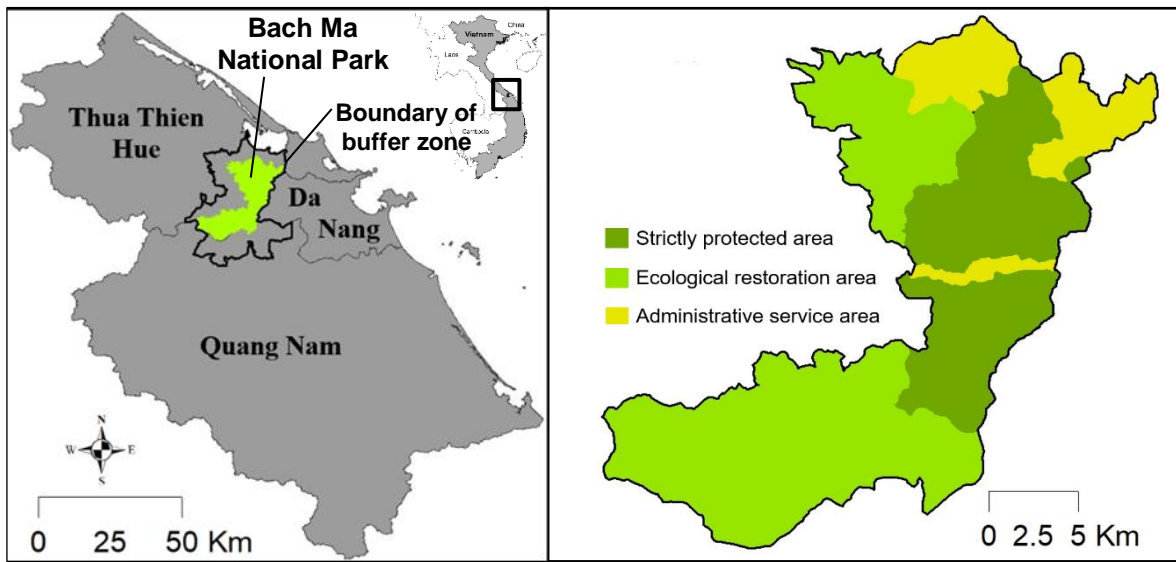 Bach Ma
National Park
Vietnam
China
Laos
Cambodia
Boundary of
buffer zone
Thua Thien
Hue
Da
Nang
Quang Nam
N
W
E
S
0 25 50 Km
Strictly protected area
Ecological restoration area
Administrative service area
0 2.5 5 Km